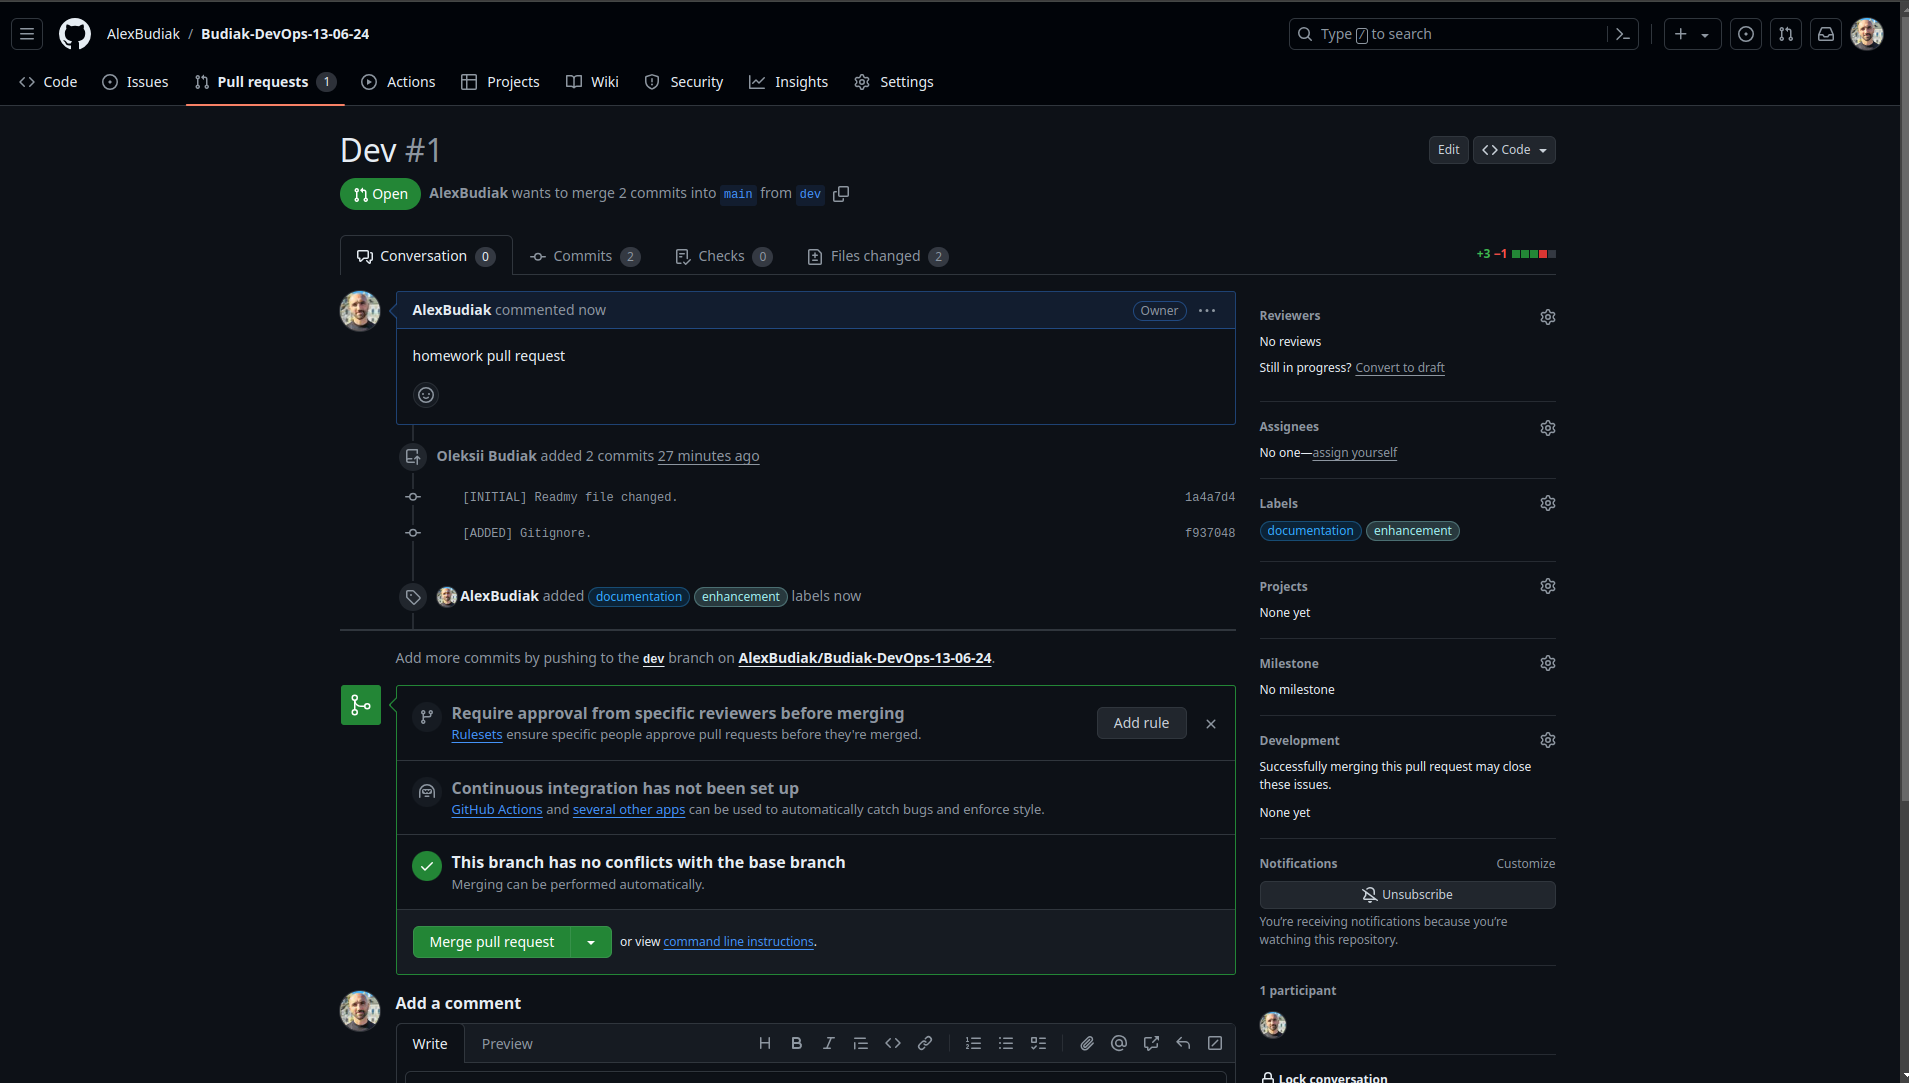 AlexBudiak / Budiak-DevOps-13-06-24
Type / to search
Code Issues Pull requests 1 Actions Projects Wiki Security Insights Settings
Dev #1
Edit Code
Open AlexBudiak wants to merge 2 commits into main from dev
Conversation 0 Commits 2 Checks 0 Files changed 2
+3 −1
AlexBudiak commented now
Owner
homework pull request
Oleksii Budiak added 2 commits 27 minutes ago
[INITIAL] Readmy file changed. 1a4a7d4
[ADDED] Gitignore. f937048
AlexBudiak added documentation enhancement labels now
Add more commits by pushing to the dev branch on AlexBudiak/Budiak-DevOps-13-06-24.
Require approval from specific reviewers before merging
Rulesets ensure specific people approve pull requests before they're merged.
Add rule
Continuous integration has not been set up
GitHub Actions and several other apps can be used to automatically catch bugs and enforce style.
This branch has no conflicts with the base branch
Merging can be performed automatically.
Merge pull request or view command line instructions.
Add a comment
Write Preview
Reviewers
No reviews
Still in progress? Convert to draft
Assignees
No one—assign yourself
Labels
documentation enhancement
Projects
None yet
Milestone
No milestone
Development
Successfully merging this pull request may close
these issues.
None yet
Notifications Customize
Unsubscribe
You're receiving notifications because you're
watching this repository.
1 participant
Lock conversation